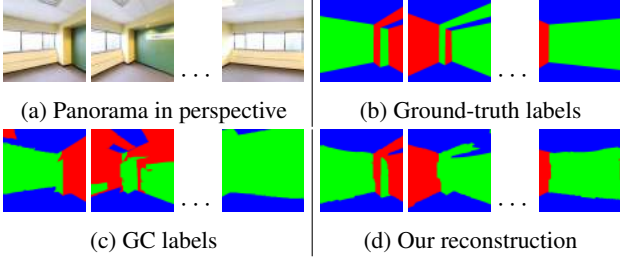 . . .
. . .
(a) Panorama in perspective
(b) Ground-truth labels
. . .
. . .
(c) GC labels
(d) Our reconstruction